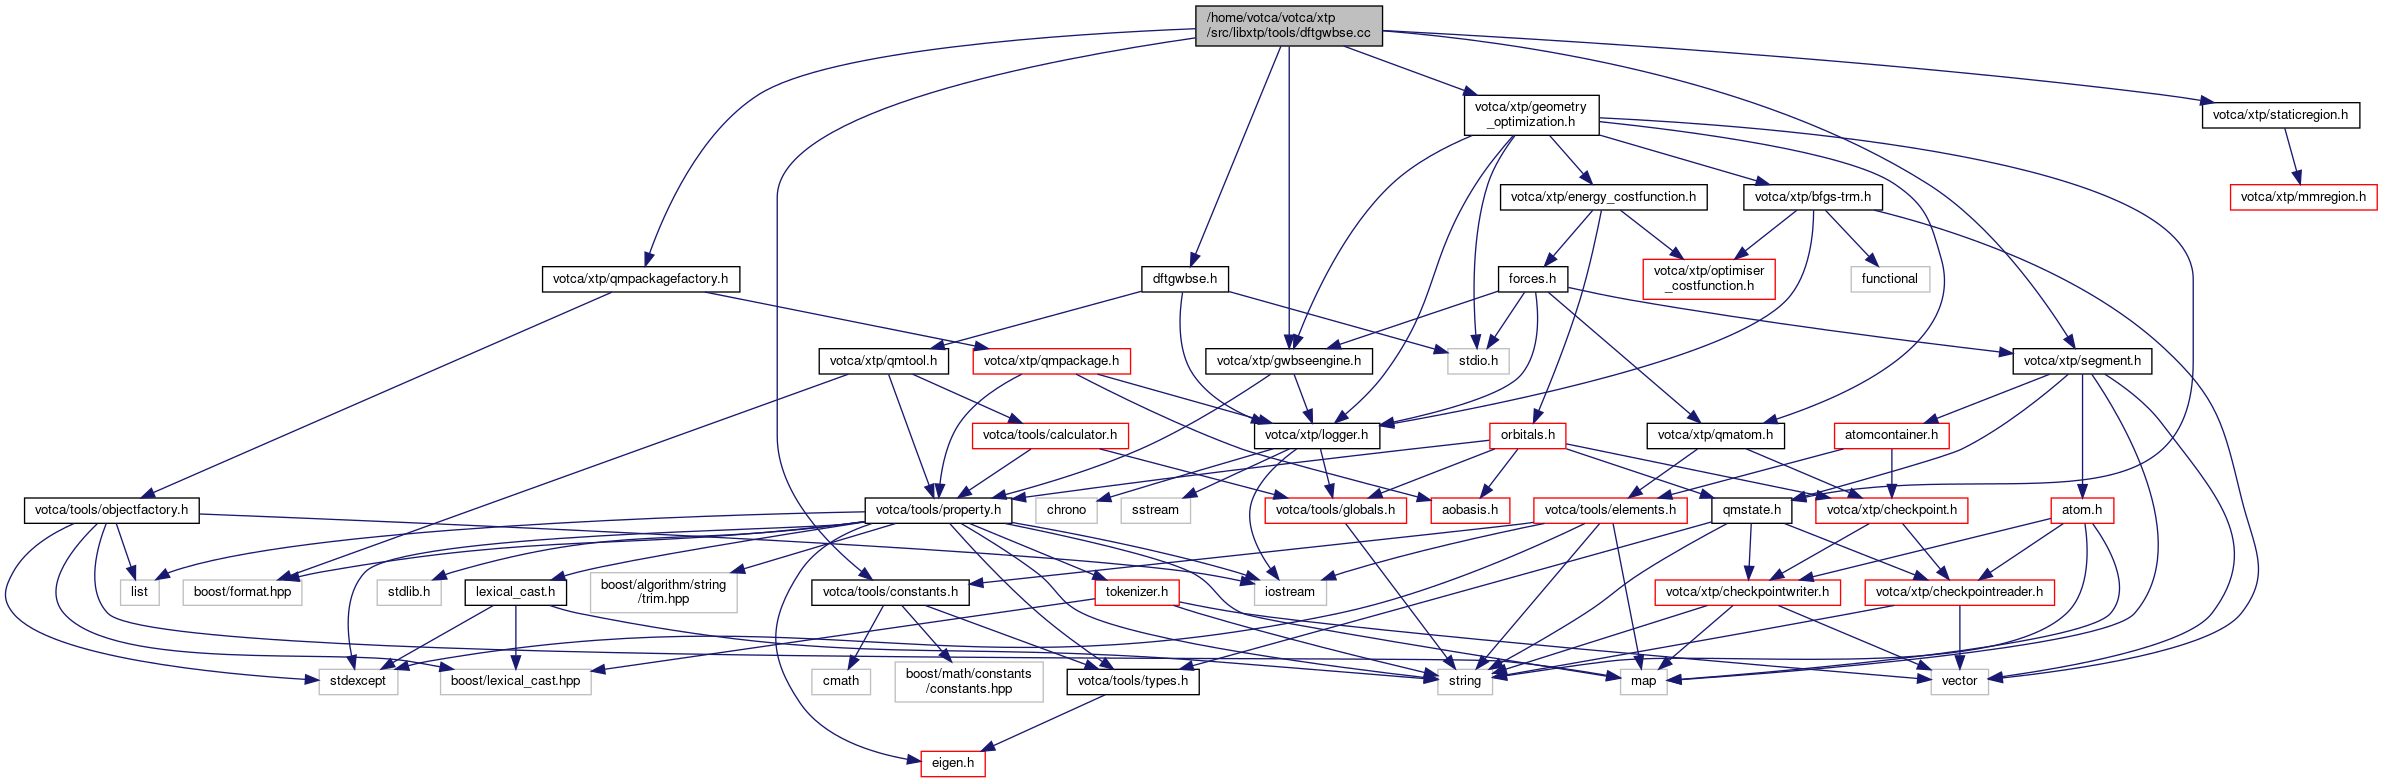 /home/votca/votca/xtp
/src/libxtp/tools/dftgwbse.cc
votca/xtp/geometry
_optimization.h
votca/xtp/staticregion.h
votca/xtp/energy_costfunction.h
votca/xtp/bfgs-trm.h
votca/xtp/mmregion.h
votca/xtp/qmpackagefactory.h
dftgwbse.h
forces.h
votca/xtp/optimiser
_costfunction.h
functional
votca/xtp/qmtool.h
votca/xtp/qmpackage.h
votca/xtp/gwbseengine.h
stdio.h
votca/xtp/segment.h
votca/tools/calculator.h
votca/xtp/logger.h
orbitals.h
votca/xtp/qmatom.h
atomcontainer.h
votca/tools/objectfactory.h
votca/tools/property.h
chrono
sstream
votca/tools/globals.h
aobasis.h
votca/tools/elements.h
qmstate.h
votca/xtp/checkpoint.h
atom.h
list
boost/format.hpp
stdlib.h
lexical_cast.h
boost/algorithm/string
/trim.hpp
votca/tools/constants.h
tokenizer.h
iostream
votca/xtp/checkpointwriter.h
votca/xtp/checkpointreader.h
stdexcept
boost/lexical_cast.hpp
cmath
boost/math/constants
/constants.hpp
votca/tools/types.h
string
map
vector
eigen.h